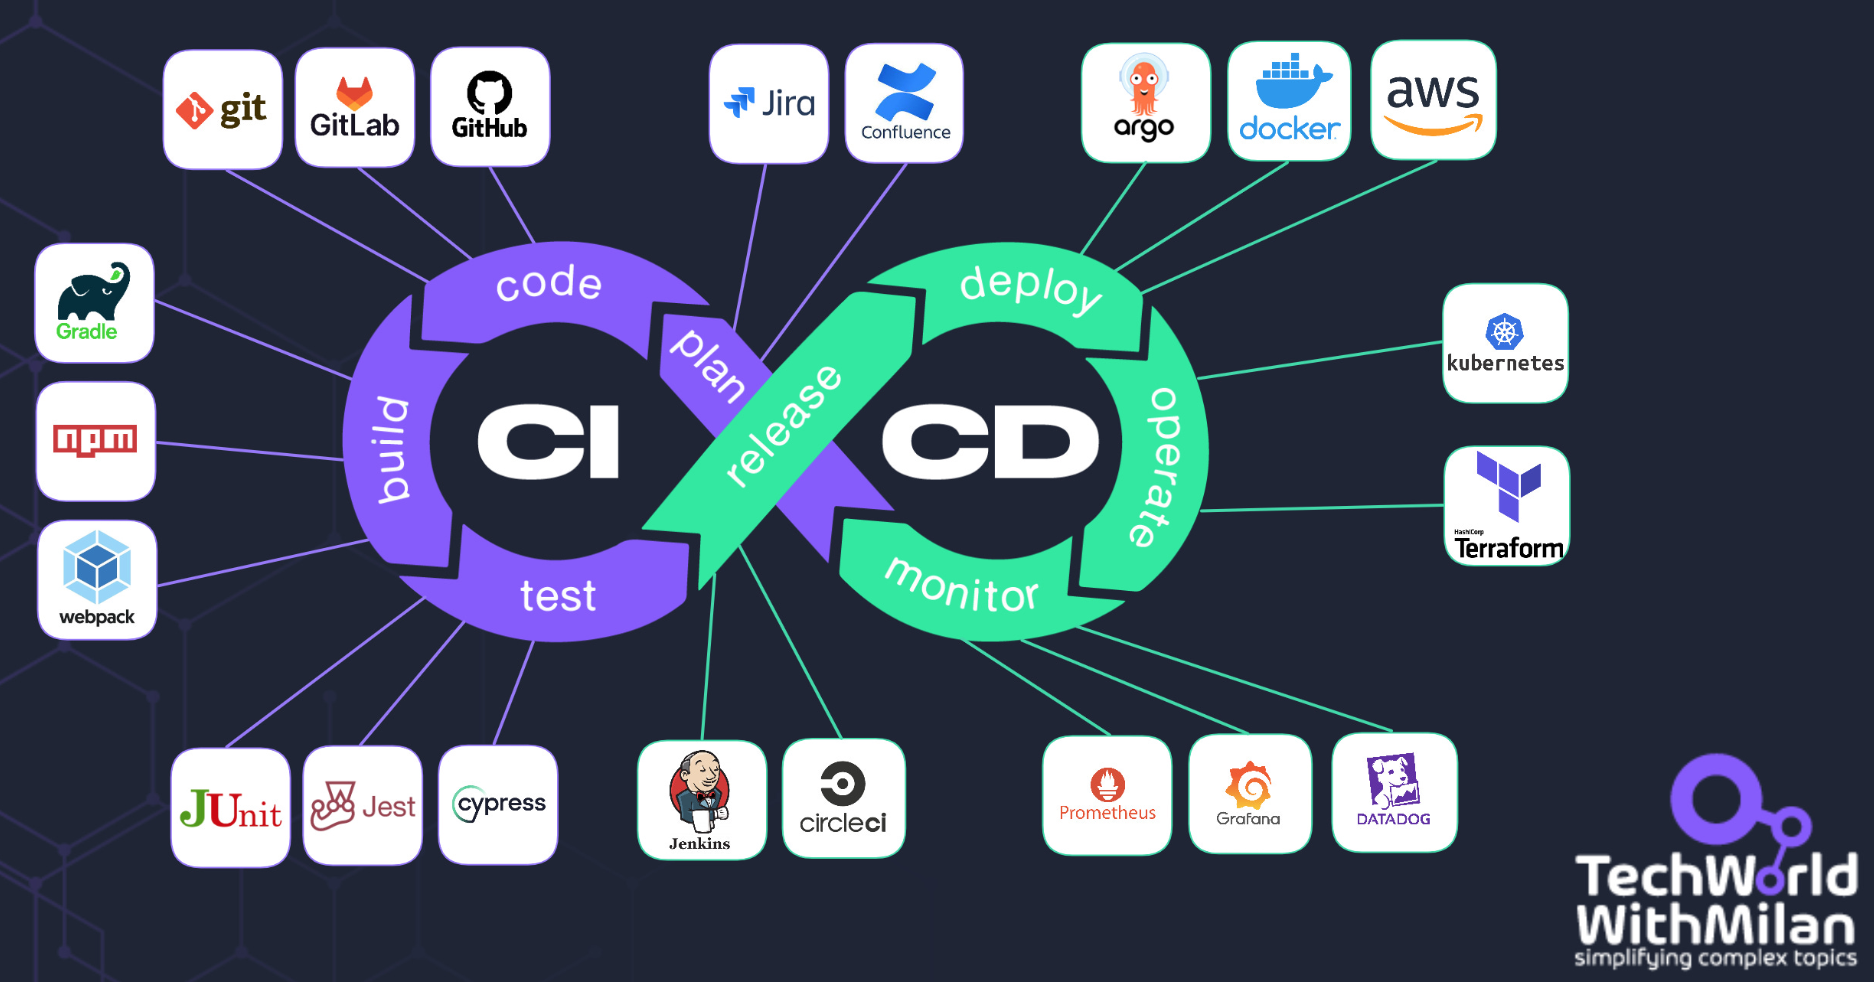 git
GitLab
GitHub
Jira
Confluence
argo
docker
aws
Gradle
npm
webpack
code
plan
build
test
CI
release
deploy
CD
operate
monitor
kubernetes
HashiCorp
Terraform
JUnit
Jest
cypress
Jenkins
circleci
Prometheus
Grafana
DATADOG
TechWorld
WithMilan
simplifying complex topics